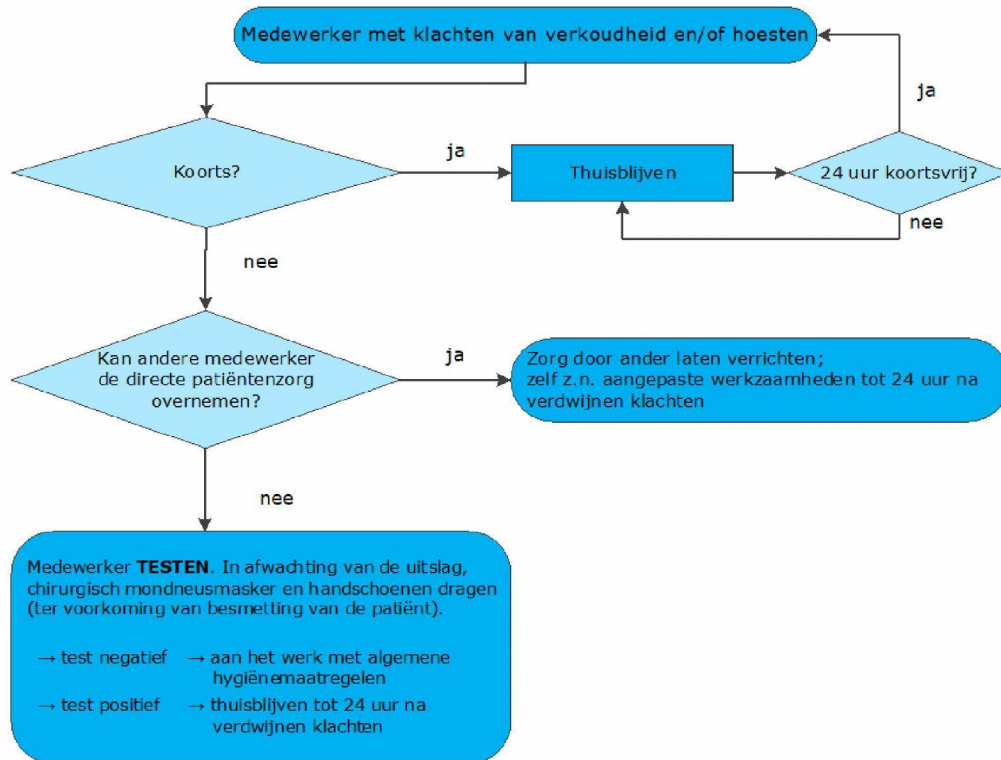 Medewerker met klachten van verkoudheid en/of hoesten
ja
Koorts?
ja
Thuisblijven
24 uur koortsvrij?
nee
nee
Kan andere medewerker
de directe patiëntenzorg
overnemen?
ja
Zorg door ander laten verrichten;
zelf z.n. aangepaste werkzaamheden tot 24 uur na
verdwijnen klachten
nee
Medewerker TESTEN. In afwachting van de uitslag,
chirurgisch mondneusmasker en handschoenen dragen
(ter voorkoming van besmetting van de patiënt).
→ test negatief → aan het werk met algemene
hygiënemaatregelen
→ test positief → thuisblijven tot 24 uur na
verdwijnen klachten